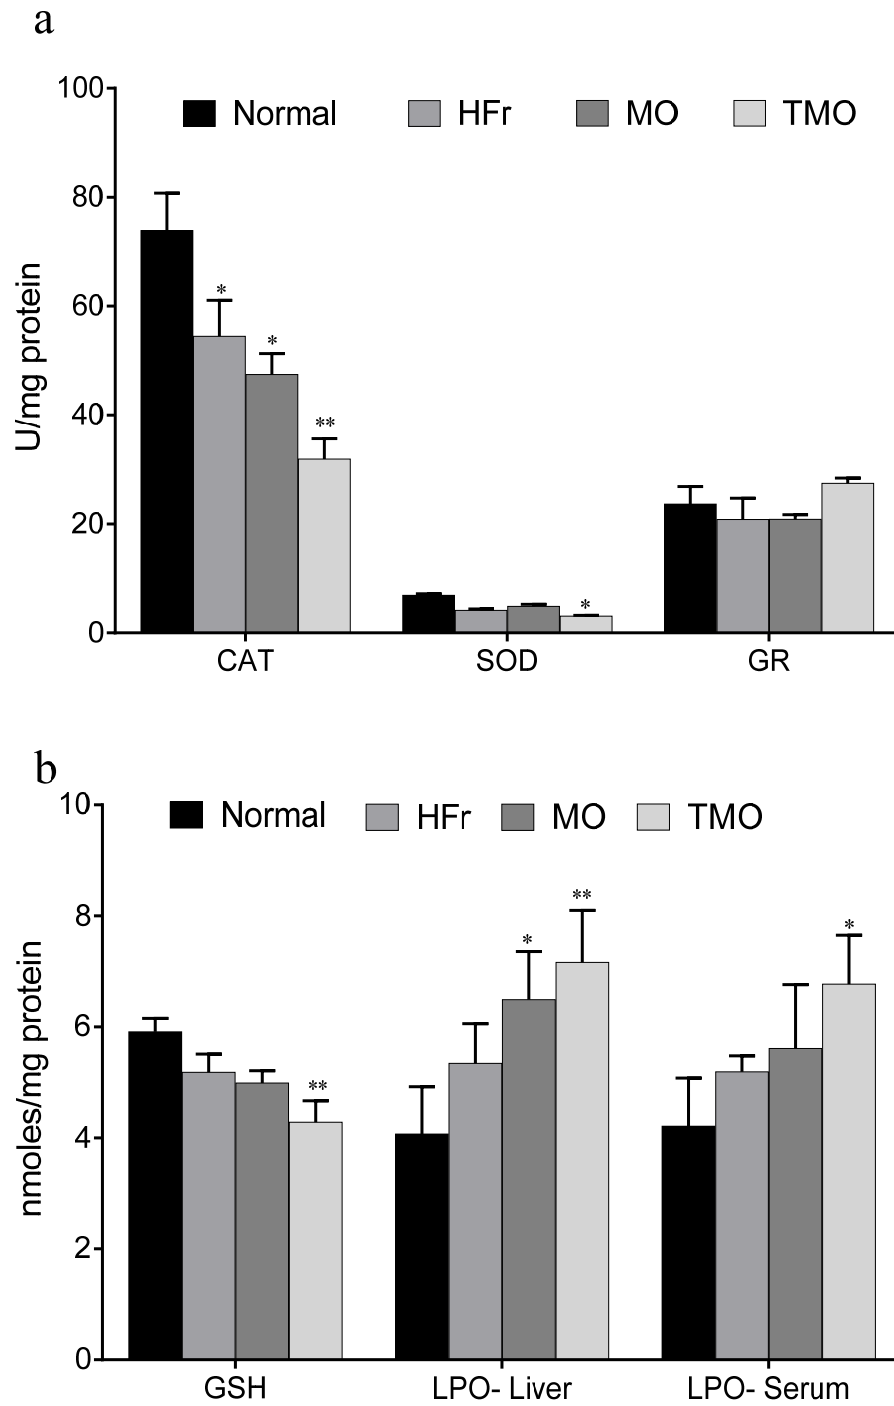 a
100
Normal HFr MO TMO
80
60
40
20
0
U/mg protein
*
*
**
*
CAT SOD GR
b
10
Normal HFr MO TMO
8
6
4
2
0
nmoles/mg protein
**
*
**
*
GSH LPO- Liver LPO- Serum